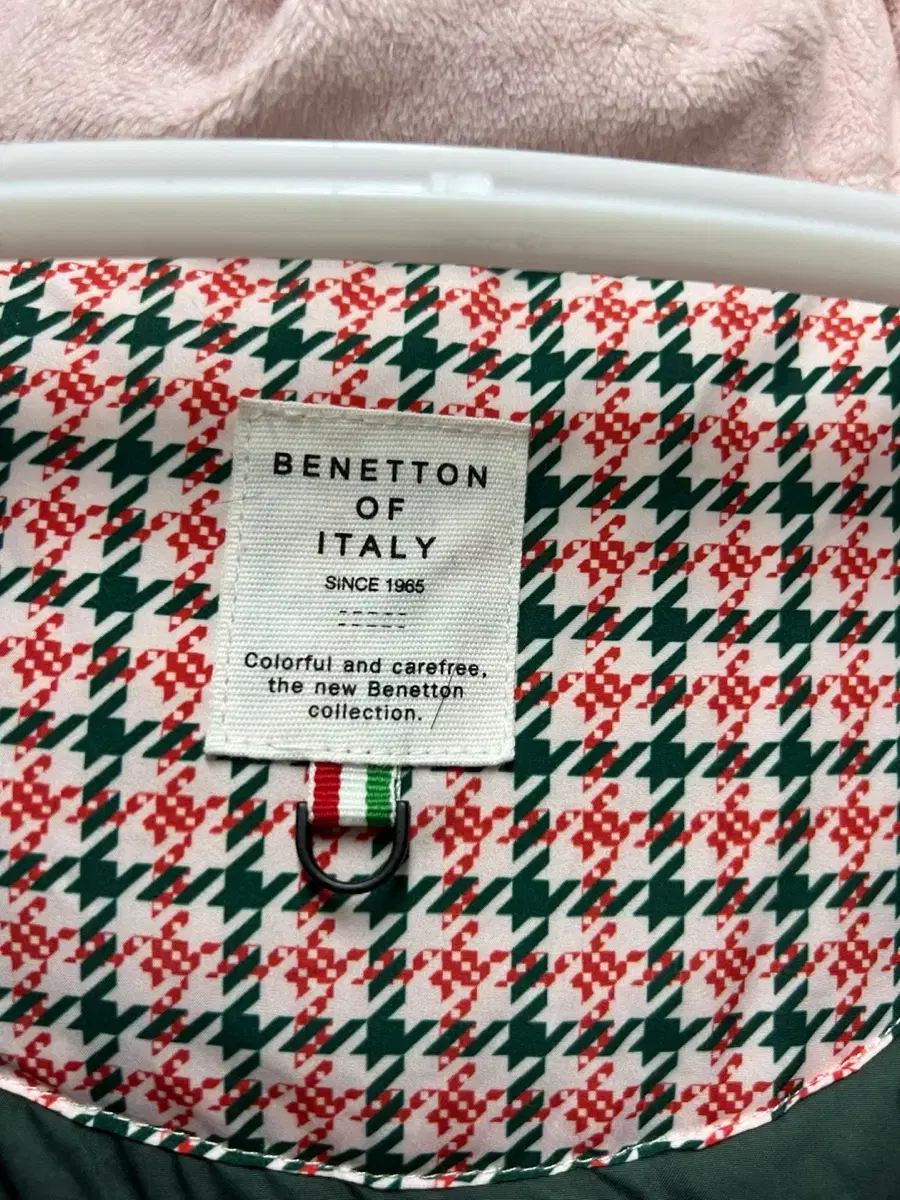 BENETTON
OF
ITALY
SINCE 1965
Colorful and carefree,
the new Benetton
collection.